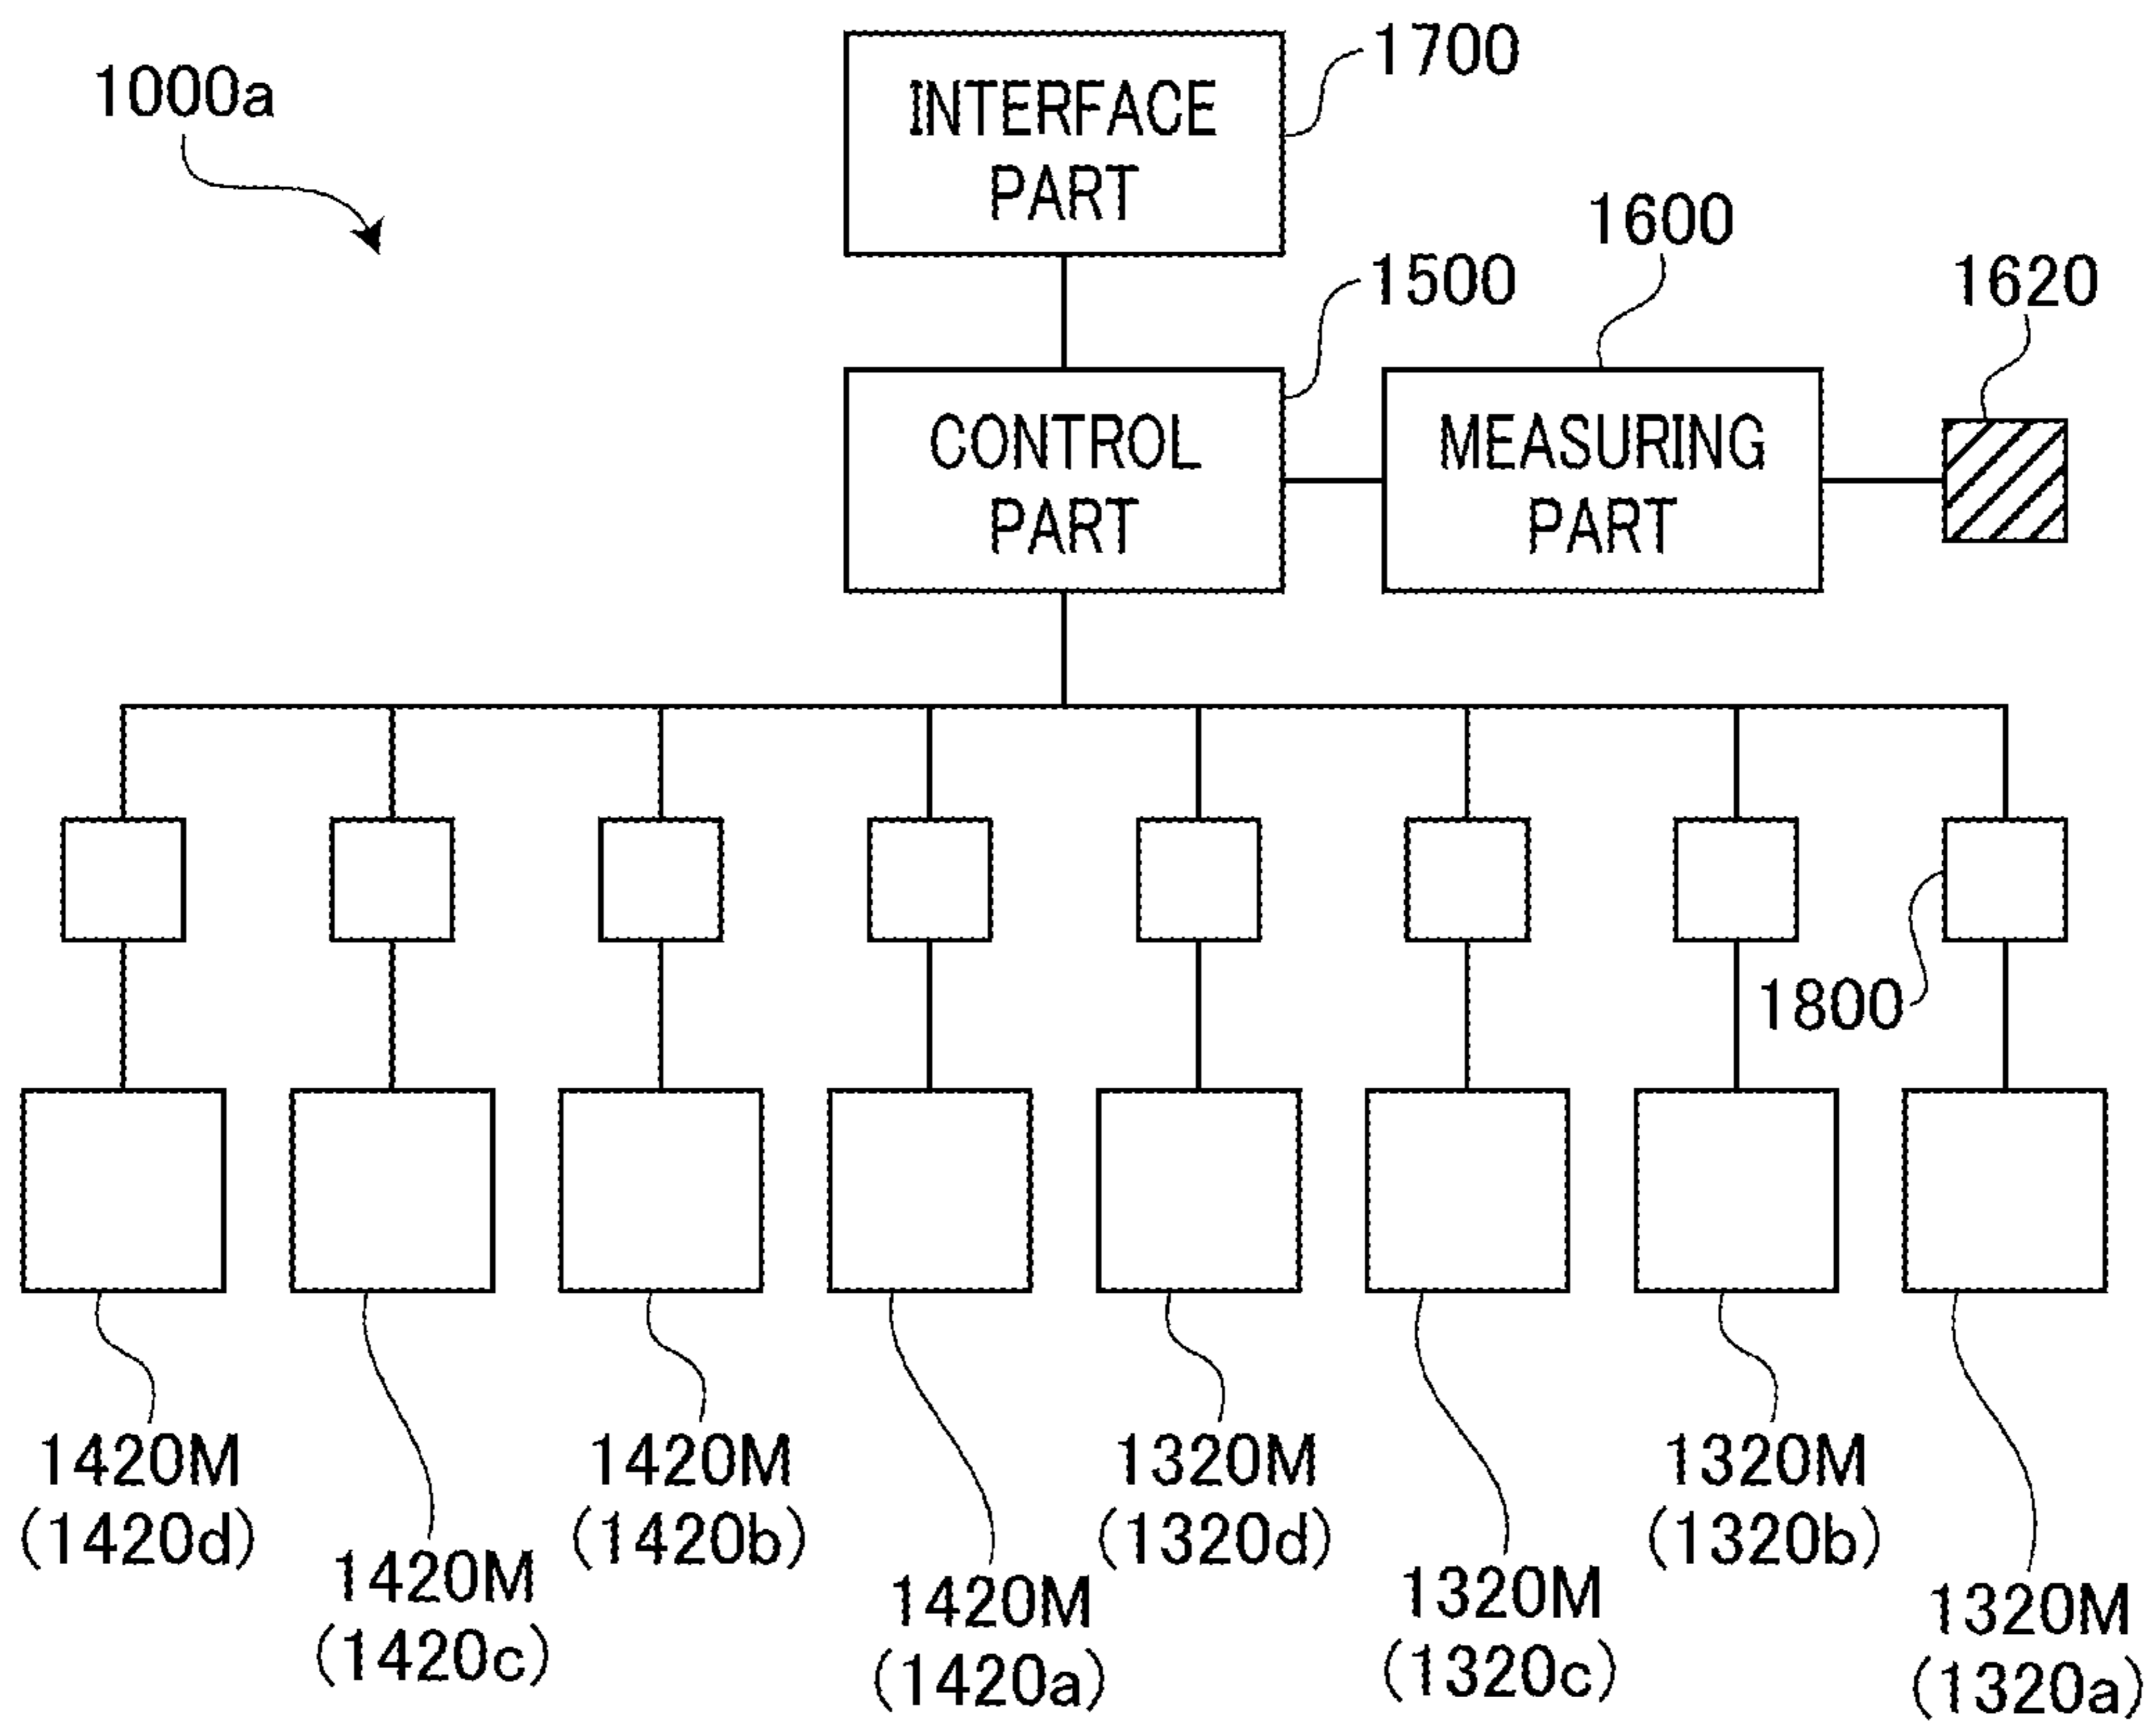 1000a
INTERFACE
PART
1700
1600
1620
1500
CONTROL
PART
MEASURING
PART
1800
1420M
(1420d)
1420M
(1420c)
1420M
(1420b)
1420M
(1420a)
1320M
(1320d)
1320M
(1320c)
1320M
(1320b)
1320M
(1320a)